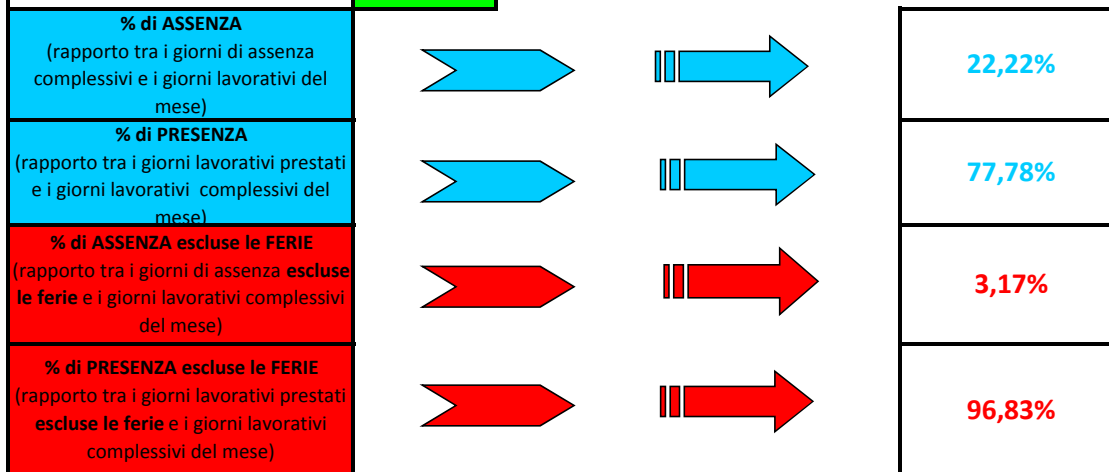 % di ASSENZA
(rapporto tra i giorni di assenza
complessivi e i giorni lavorativi del
mese)
22,22%
% di PRESENZA
(rapporto tra i giorni lavorativi prestati
e i giorni lavorativi complessivi del
mese)
77,78%
% di ASSENZA escluse le FERIE
(rapporto tra i giorni di assenza escluse
le ferie e i giorni lavorativi complessivi
del mese)
3,17%
% di PRESENZA escluse le FERIE
(rapporto tra i giorni lavorativi prestati
escluse le ferie e i giorni lavorativi
complessivi del mese)
96,83%